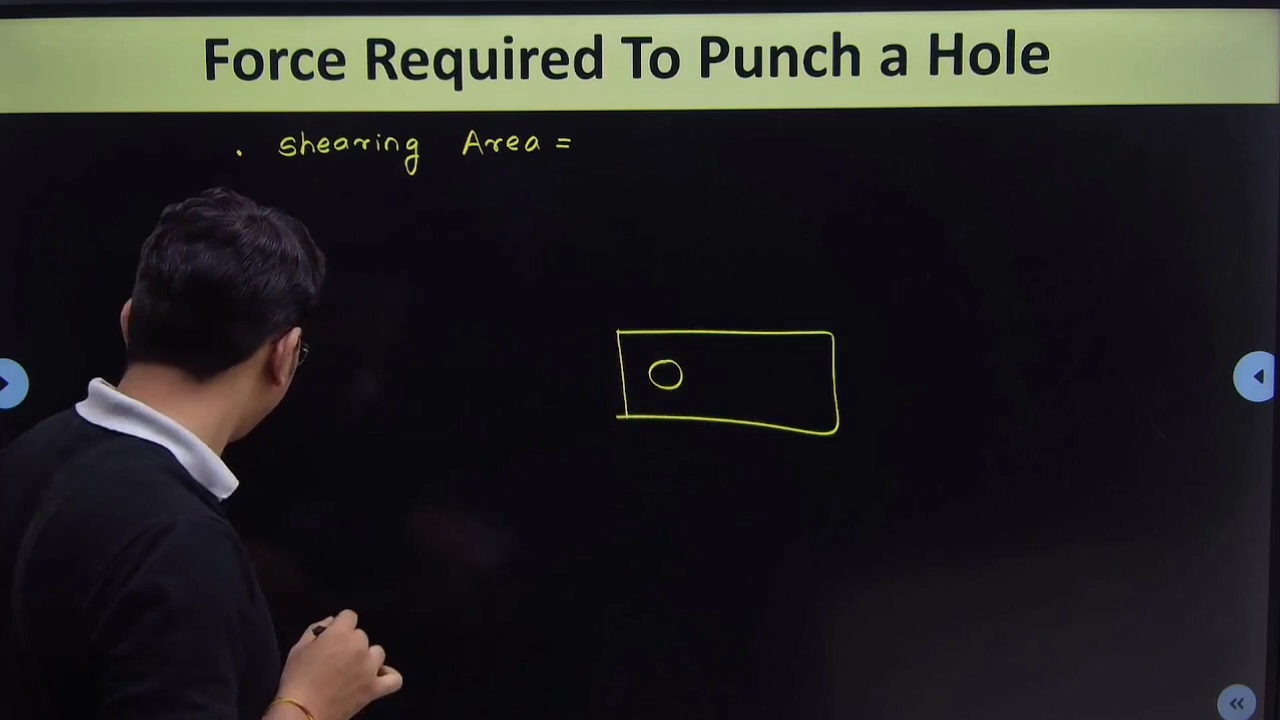 Force Required To Punch a Hole
. shearing Area =